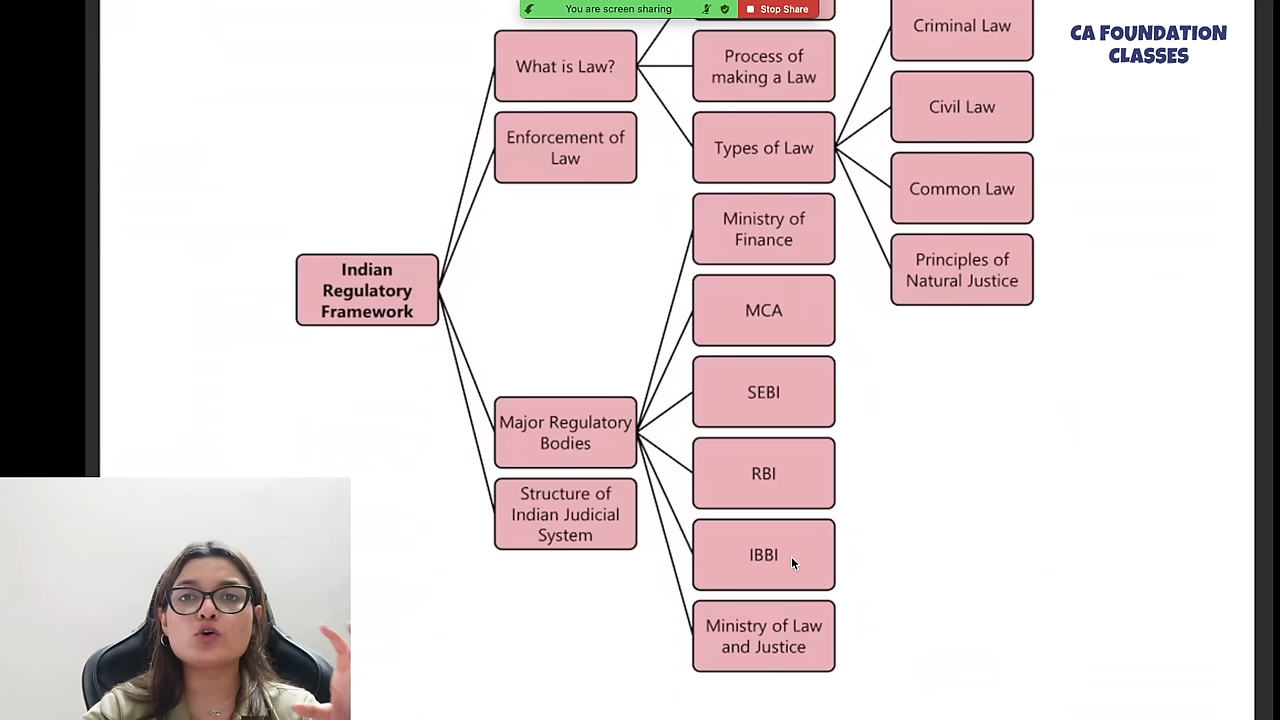 You are screen sharing
Stop Share
CA FOUNDATION
CLASSES
What is Law?
Process of
making a Law
Criminal Law
Enforcement of
Law
Types of Law
Civil Law
Common Law
Principles of
Natural Justice
Indian
Regulatory
Framework
Ministry of
Finance
MCA
SEBI
Major Regulatory
Bodies
RBI
Structure of
Indian Judicial
System
IBBI
Ministry of Law
and Justice